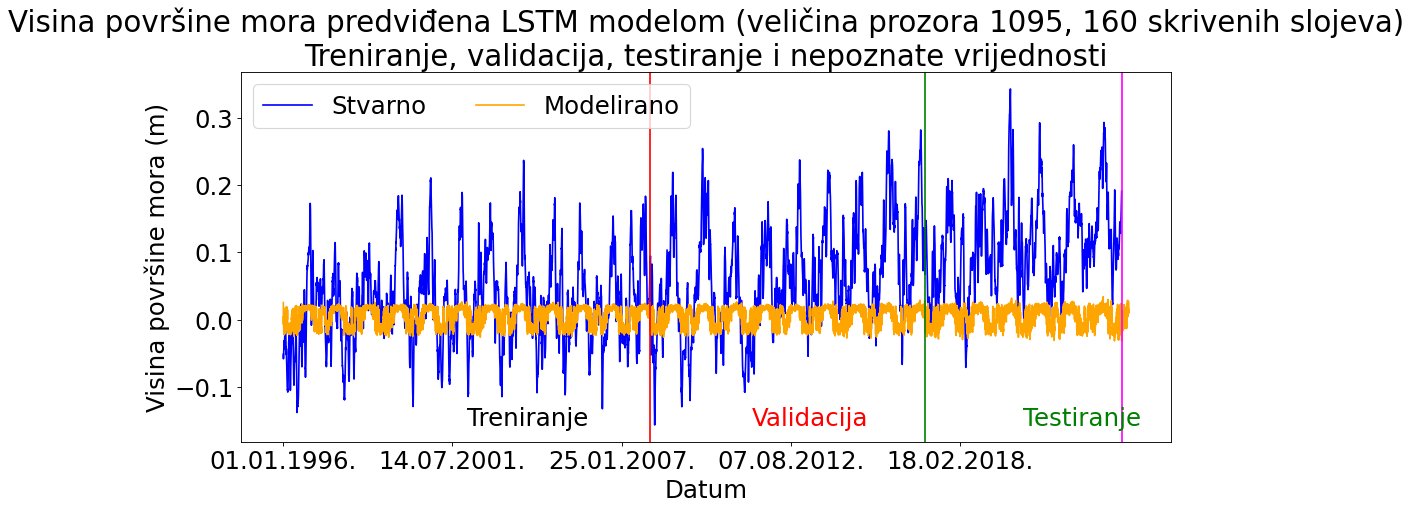 Visina površine mora predviđena LSTM modelom (veličina prozora 1095, 160 skrivenih slojeva)
Treniranje, validacija, testiranje i nepoznate vrijednosti
Stvarno
Modelirano
Visina površine mora (m)
0.3
0.2
0.1
0.0
−0.1
Treniranje
Validacija
Testiranje
01.01.1996.
14.07.2001.
25.01.2007.
07.08.2012.
18.02.2018.
Datum